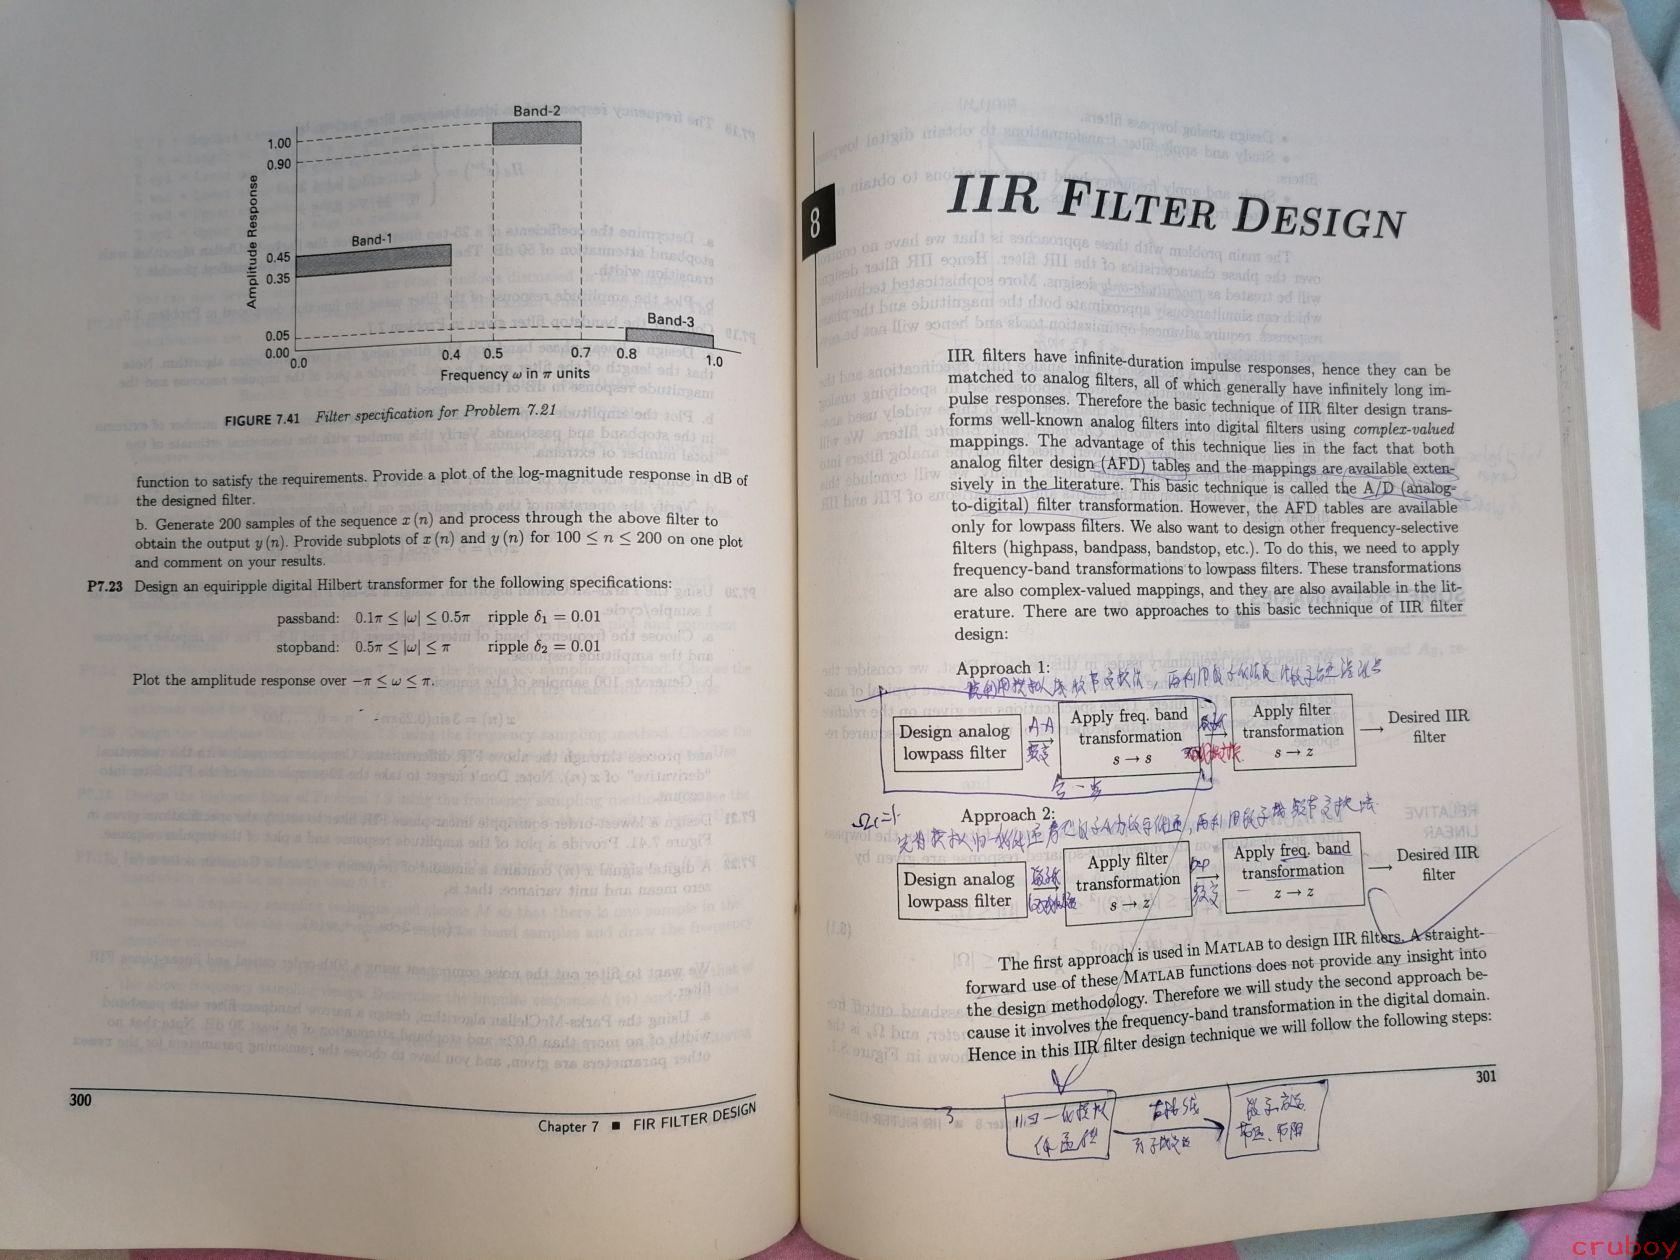 Band-2
1.00
0.90
Band-1
0.45
0.35
Band-3
0.05
0.00
0.0
0.4
0.5
0.7
0.8
1.0
Amplitude Response
Frequency ω in π units
FIGURE 7.41 Filter specification for Problem 7.21
function to satisfy the requirements. Provide a plot of the log-magnitude response in dB of
the designed filter.
b. Generate 200 samples of the sequence x (n) and process through the above filter to
obtain the output y (n). Provide subplots of x (n) and y (n) for 100 ≤ n ≤ 200 on one plot
and comment on your results.
P7.23 Design an equiripple digital Hilbert transformer for the following specifications:
passband: 0.1π ≤ |ω| ≤ 0.5π ripple δ1 = 0.01
stopband: 0.5π ≤ |ω| ≤ π ripple δ2 = 0.01
Plot the amplitude response over −π ≤ ω ≤ π.
300
Chapter 7 ■ FIR FILTER DESIGN
8
IIR FILTER DESIGN
IIR filters have infinite-duration impulse responses, hence they can be
matched to analog filters, all of which generally have infinitely long im-
pulse responses. Therefore the basic technique of IIR filter design trans-
forms well-known analog filters into digital filters using complex-valued
mappings. The advantage of this technique lies in the fact that both
analog filter design (AFD) tables and the mappings are available exten-
sively in the literature. This basic technique is called the A/D (analog-
to-digital) filter transformation. However, the AFD tables are available
only for lowpass filters. We also want to design other frequency-selective
filters (highpass, bandpass, bandstop, etc.). To do this, we need to apply
frequency-band transformations to lowpass filters. These transformations
are also complex-valued mappings, and they are also available in the lit-
erature. There are two approaches to this basic technique of IIR filter
design:
Approach 1:
Design analog
lowpass filter
A-A
频变
Apply freq. band
transformation
s → s
Apply filter
transformation
s → z
Desired IIR
filter
合一步
Approach 2:
Ωc=1
Design analog
lowpass filter
Apply filter
transformation
s → z
D-D
频变
Apply freq. band
transformation
z → z
Desired IIR
filter
The first approach is used in MATLAB to design IIR filters. A straight-
forward use of these MATLAB functions does not provide any insight into
the design methodology. Therefore we will study the second approach be-
cause it involves the frequency-band transformation in the digital domain.
Hence in this IIR filter design technique we will follow the following steps:
301
3
cruboy